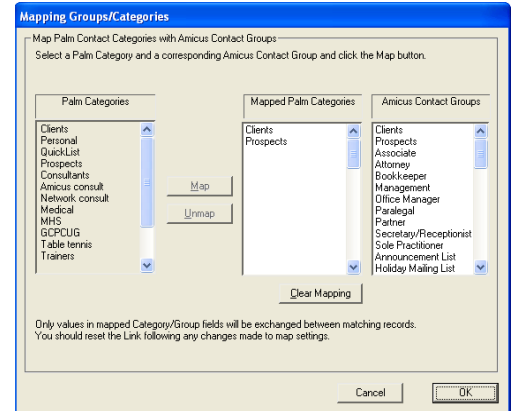 Mapping Groups/Categories
Map Palm Contact Categories with Amicus Contact Groups
Select a Palm Category and a corresponding Amicus Contact Group and click the Map button.
Palm Categories
Clients
Personal
QuickList
Prospects
Consultants
Amicus consult
Network consult
Medical
MHS
GCPCUG
Table tennis
Trainers
Map
Unmap
Mapped Palm Categories
Clients
Prospects
Amicus Contact Groups
Clients
Prospects
Associate
Attorney
Bookkeeper
Management
Office Manager
Paralegal
Partner
Secretary/Receptionist
Sole Practitioner
Announcement List
Holiday Mailing List
Clear Mapping
Only values in mapped Category/Group fields will be exchanged between matching records.
You should reset the Link following any changes made to map settings.
Cancel
OK